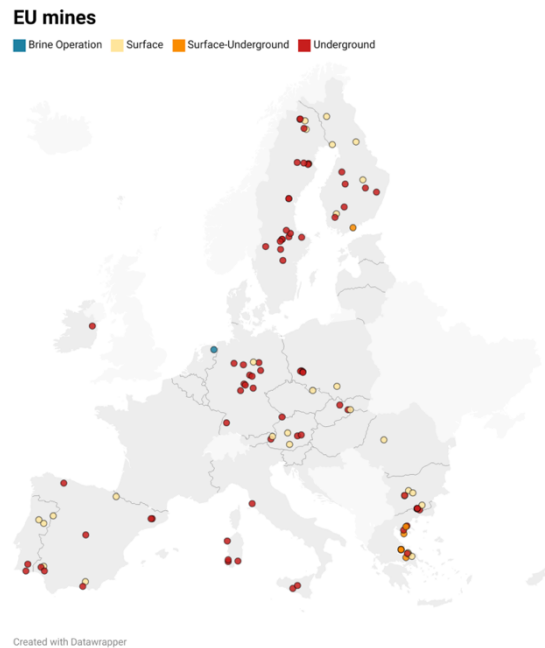 EU mines
Brine Operation Surface Surface-Underground Underground
Created with Datawrapper